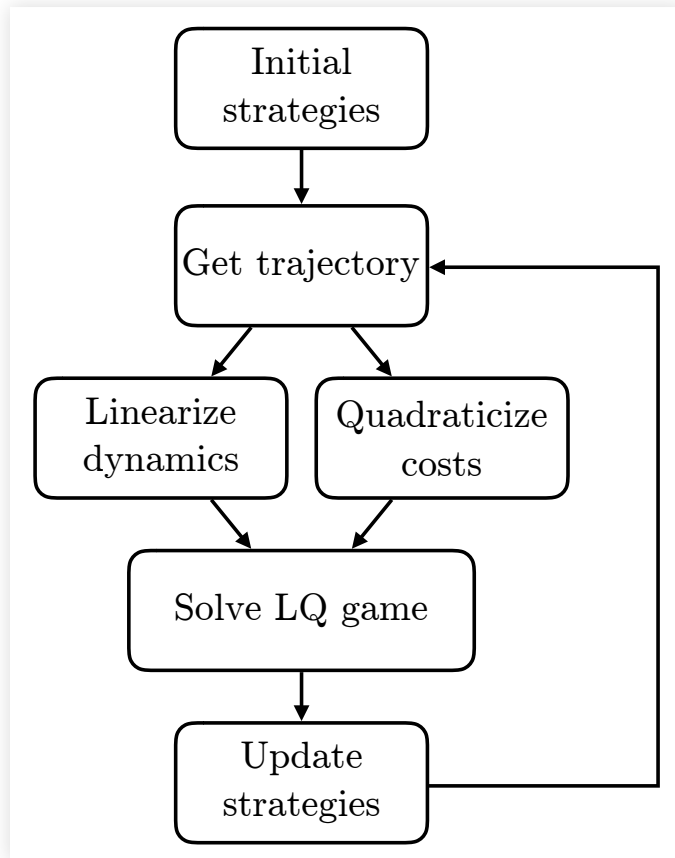 Initial
strategies
Get trajectory
Linearize
dynamics
Quadraticize
costs
Solve LQ game
Update
strategies